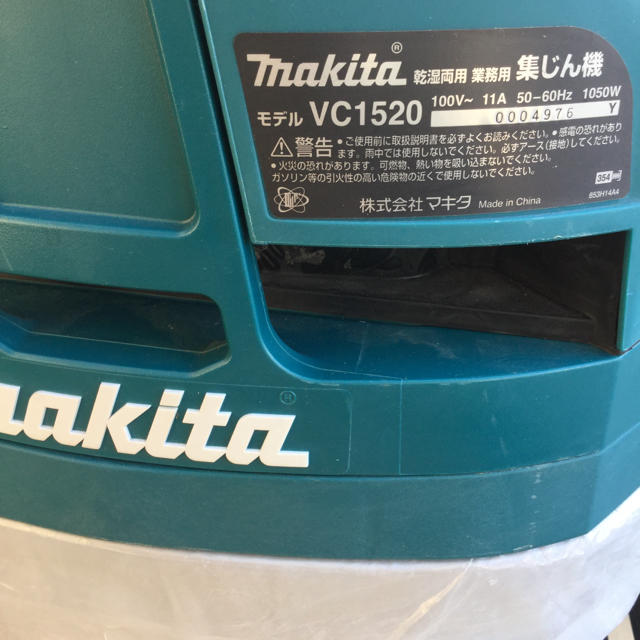 makita® 乾湿両用 業務用 集じん機
モデル VC1520 100V~ 11A 50-60Hz 1050W
0004976 Y
⚠警告 •ご使用前に取扱説明書を必ずよくお読みください。•感電の恐れがあり
ます。雨中では使用しないでください。必ずアース(接地)してください。
•火災の恐れがあります。可燃物、熱い物を吸い込まないでください。
ガソリン等の引火性の高い危険物の近くで使用しないでください。
354
株式会社 マキタ Made in China 853H14A4
makita®